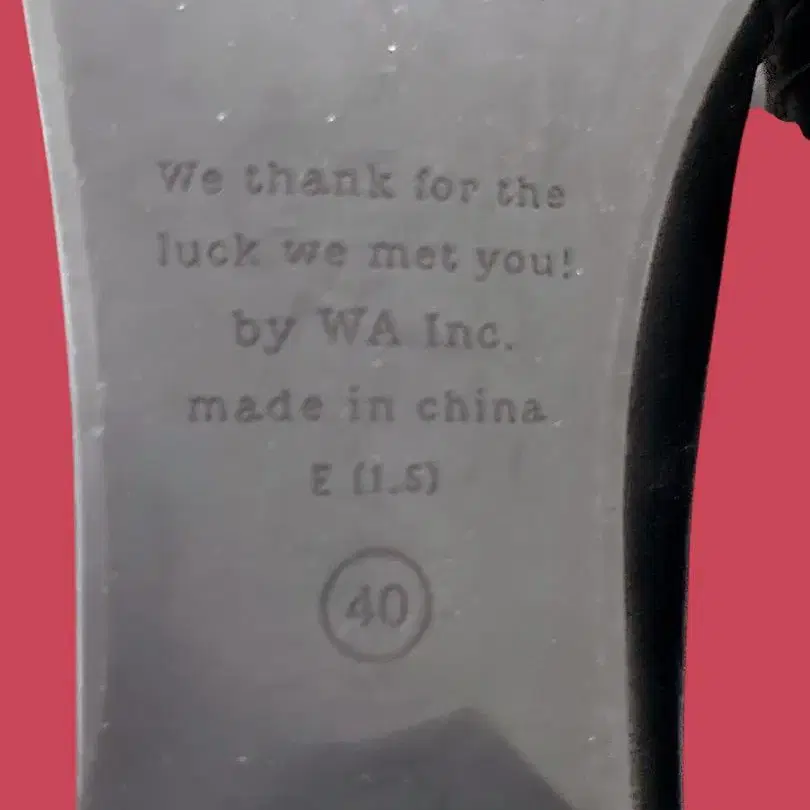 We thank for the
luck we met you!
by WA Inc.
made in china
E (1.5)
40